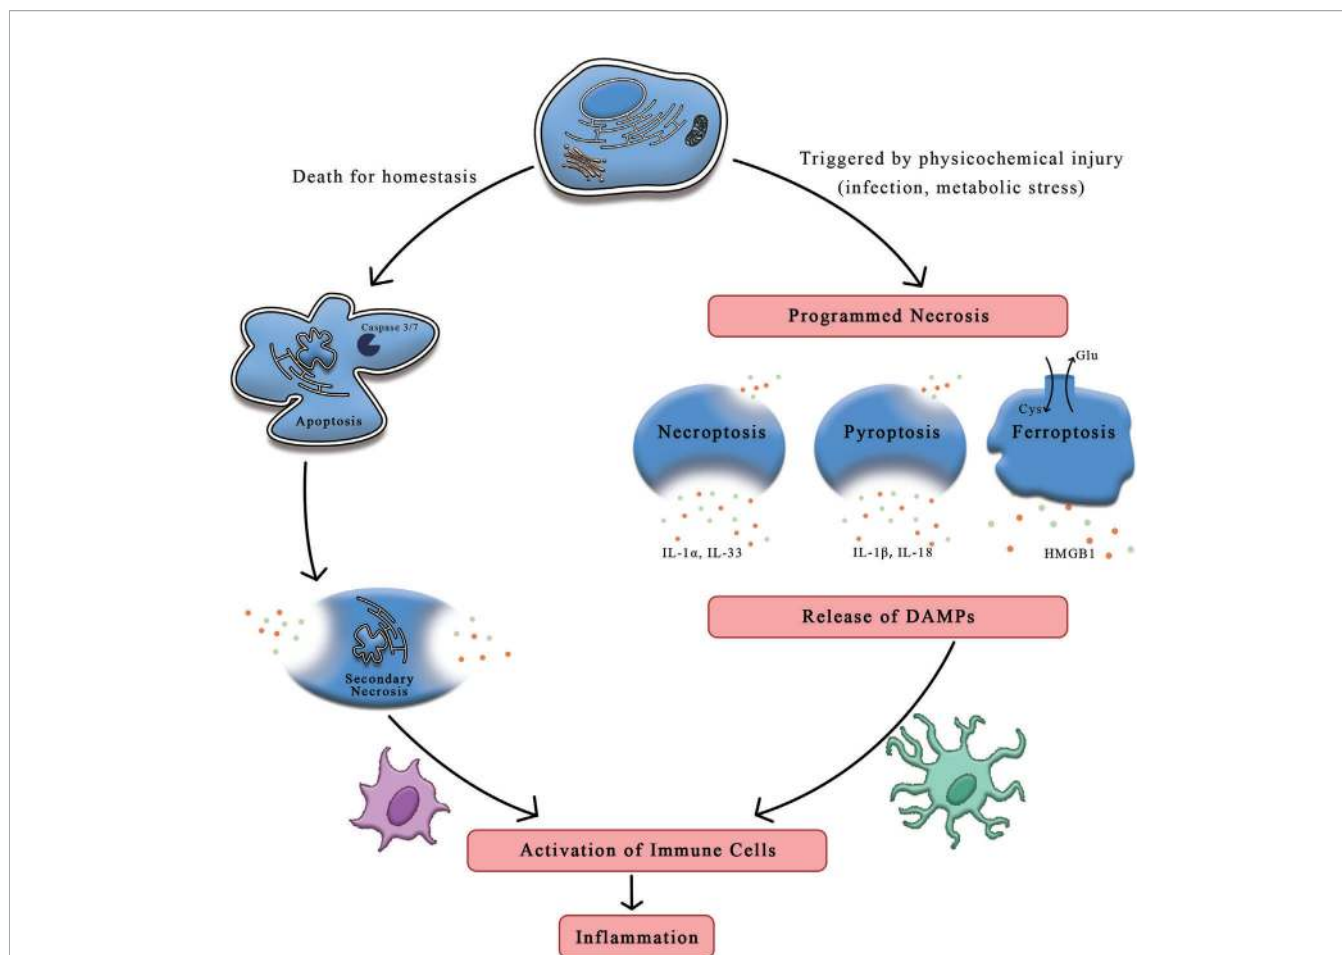 Death for homestasis
Triggered by physicochemical injury
(infection, metabolic stress)
Caspase 3/7
Apoptosis
Programmed Necrosis
Glu
Cys
Necroptosis
Pyroptosis
Ferroptosis
IL-1α, IL-33
IL-1β, IL-18
HMGB1
Release of DAMPs
Secondary
Necrosis
Activation of Immune Cells
Inflammation